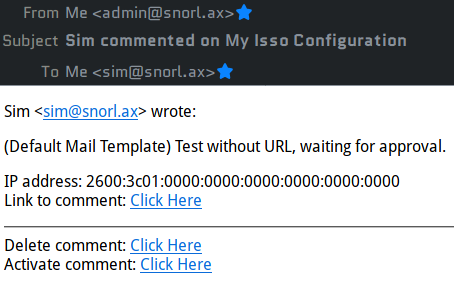 From Me <admin@snorl.ax>
Subject Sim commented on My Isso Configuration
To Me <sim@snorl.ax>
Sim <sim@snorl.ax> wrote:
(Default Mail Template) Test without URL, waiting for approval.
IP address: 2600:3c01:0000:0000:0000:0000:0000:0000
Link to comment: Click Here
Delete comment: Click Here
Activate comment: Click Here